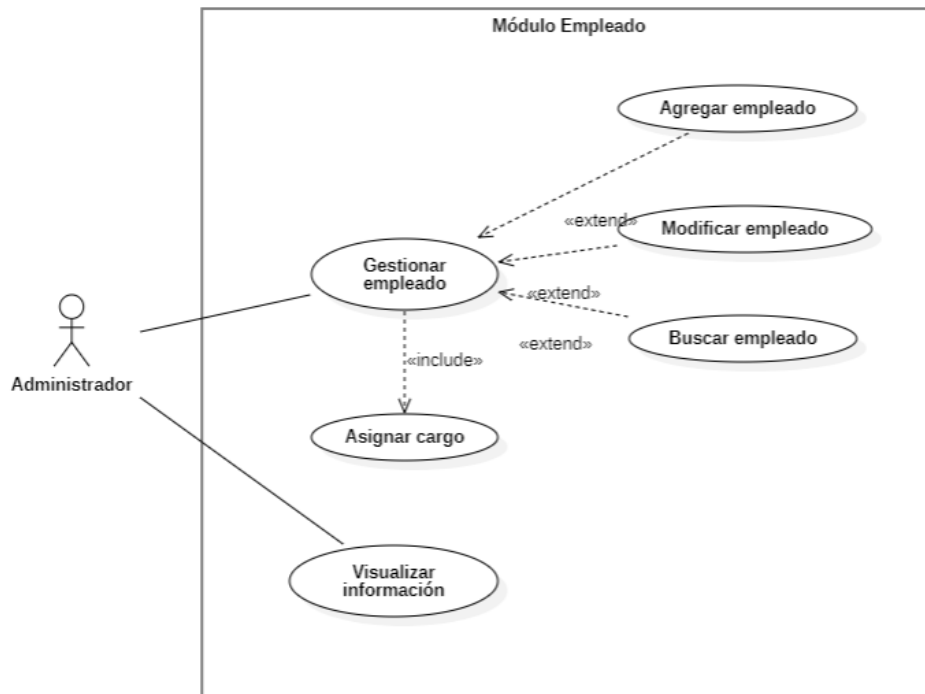 Módulo Empleado
Agregar empleado
«extend»
Modificar empleado
Gestionar
empleado
«extend»
Buscar empleado
«extend»
«include»
Administrador
Asignar cargo
Visualizar
información